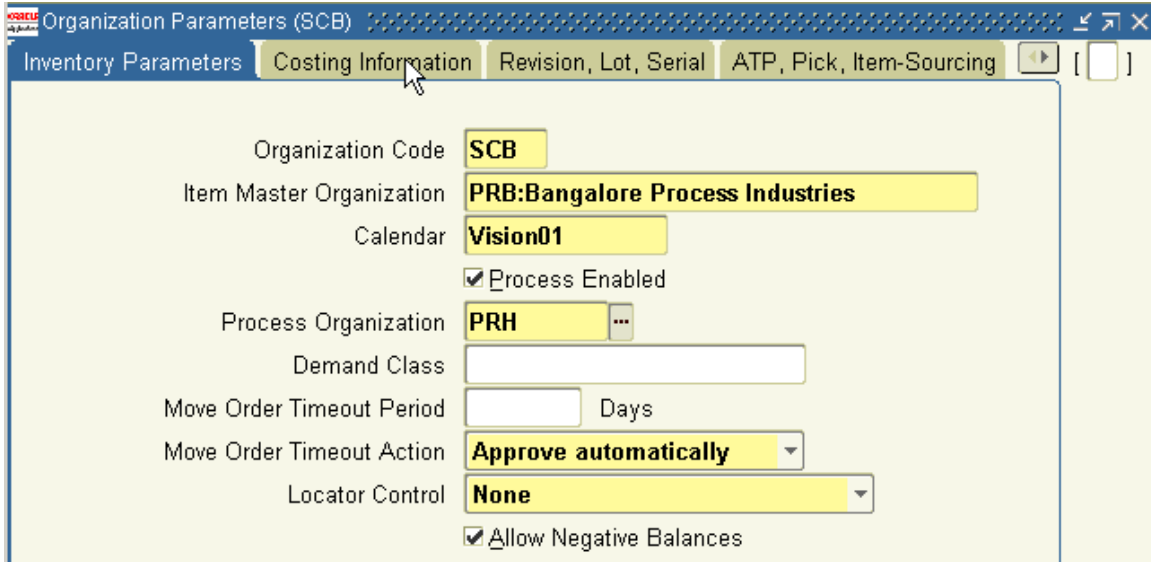 ORACLE
Organization Parameters (SCB)
Inventory Parameters Costing Information Revision, Lot, Serial ATP, Pick, Item-Sourcing [ ]
Organization Code SCB
Item Master Organization PRB:Bangalore Process Industries
Calendar Vision01
Process Enabled
Process Organization PRH ...
Demand Class
Move Order Timeout Period Days
Move Order Timeout Action Approve automatically
Locator Control None
Allow Negative Balances